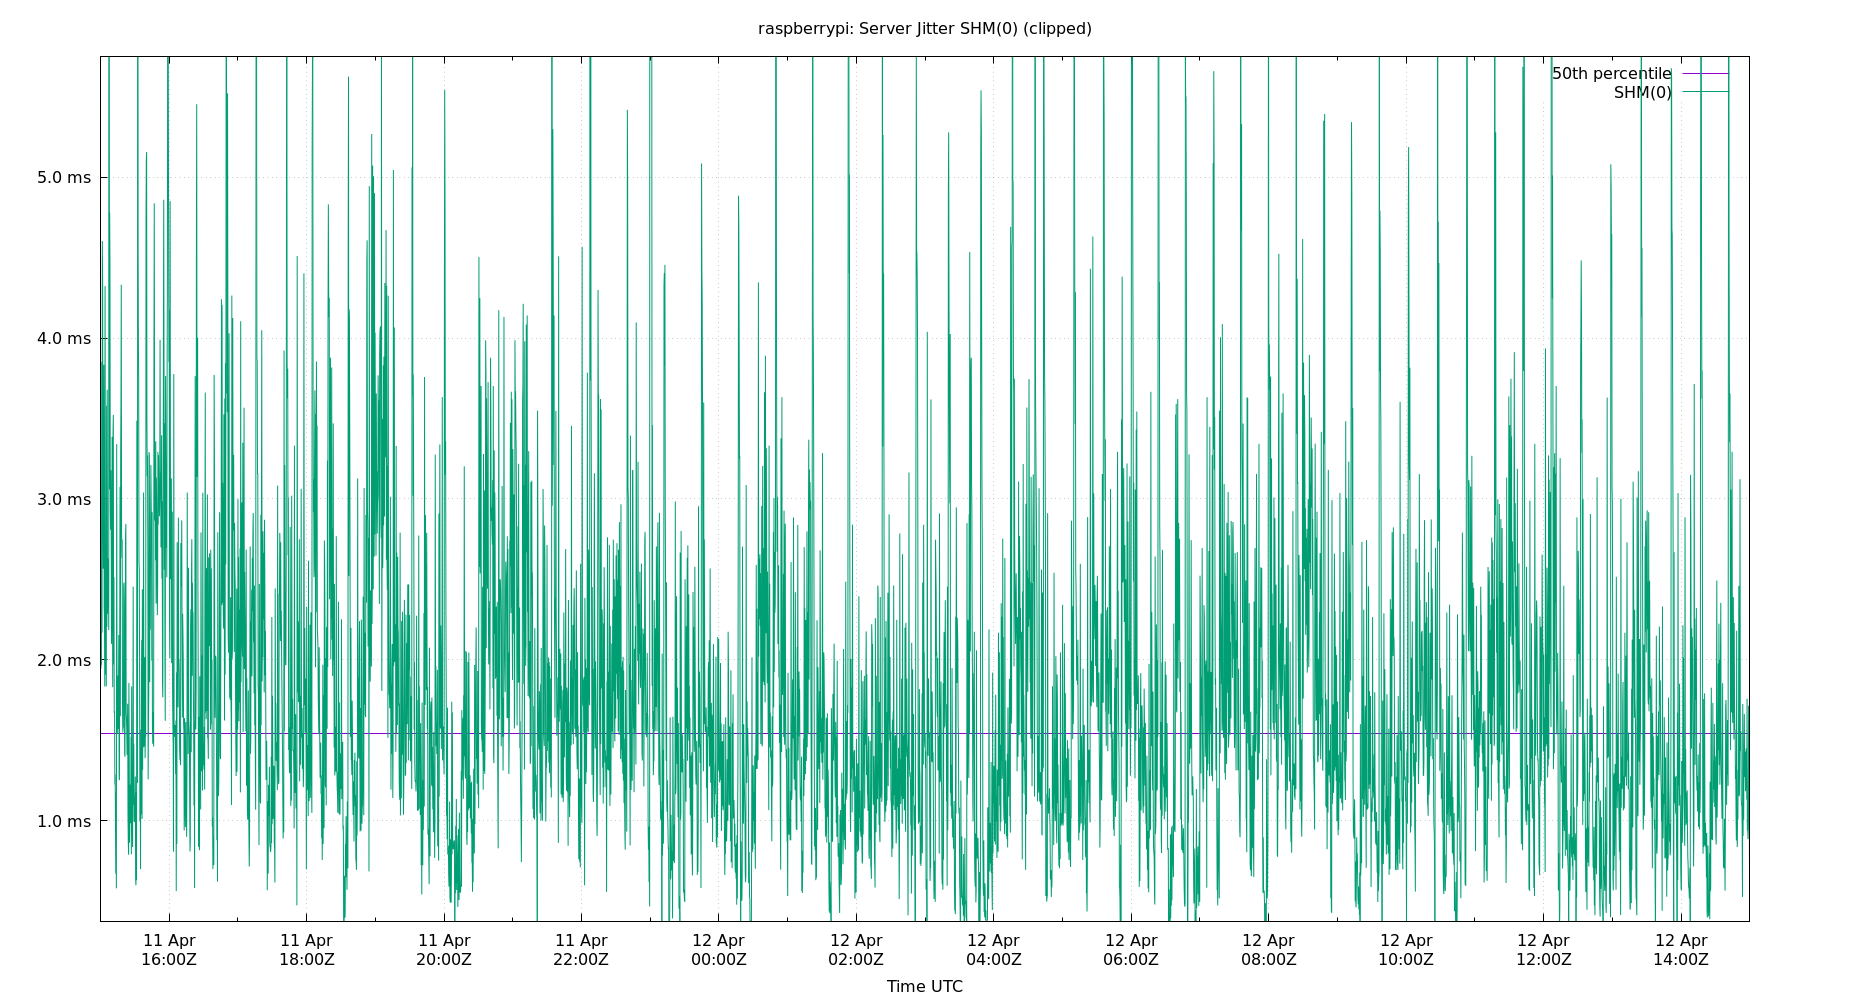 raspberrypi: Server Jitter SHM(0) (clipped)
50th percentile
SHM(0)
5.0 ms
4.0 ms
3.0 ms
2.0 ms
1.0 ms
11 Apr 11 Apr 11 Apr 11 Apr 12 Apr 12 Apr 12 Apr 12 Apr 12 Apr 12 Apr 12 Apr 12 Apr
16:00Z 18:00Z 20:00Z 22:00Z 00:00Z 02:00Z 04:00Z 06:00Z 08:00Z 10:00Z 12:00Z 14:00Z
Time UTC